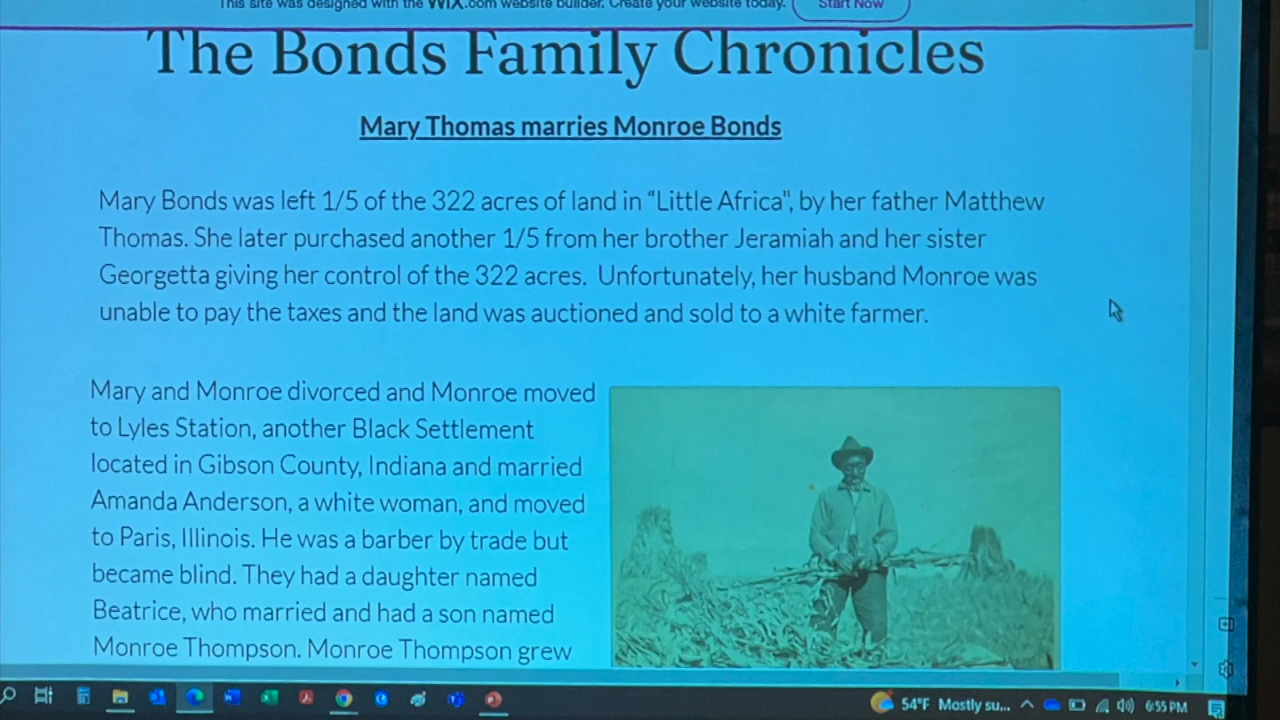 This site was designed with the WIX.com website builder. Create your website today. Start Now
The Bonds Family Chronicles
Mary Thomas marries Monroe Bonds
Mary Bonds was left 1/5 of the 322 acres of land in “Little Africa", by her father Matthew
Thomas. She later purchased another 1/5 from her brother Jeramiah and her sister
Georgetta giving her control of the 322 acres. Unfortunately, her husband Monroe was
unable to pay the taxes and the land was auctioned and sold to a white farmer.
Mary and Monroe divorced and Monroe moved
to Lyles Station, another Black Settlement
located in Gibson County, Indiana and married
Amanda Anderson, a white woman, and moved
to Paris, Illinois. He was a barber by trade but
became blind. They had a daughter named
Beatrice, who married and had a son named
Monroe Thompson. Monroe Thompson grew
54°F Mostly su... 6:55 PM